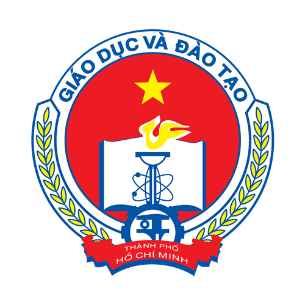 GIÁO DỤC VÀ ĐÀO TẠO
THÀNH PHỐ
HỒ CHÍ MINH